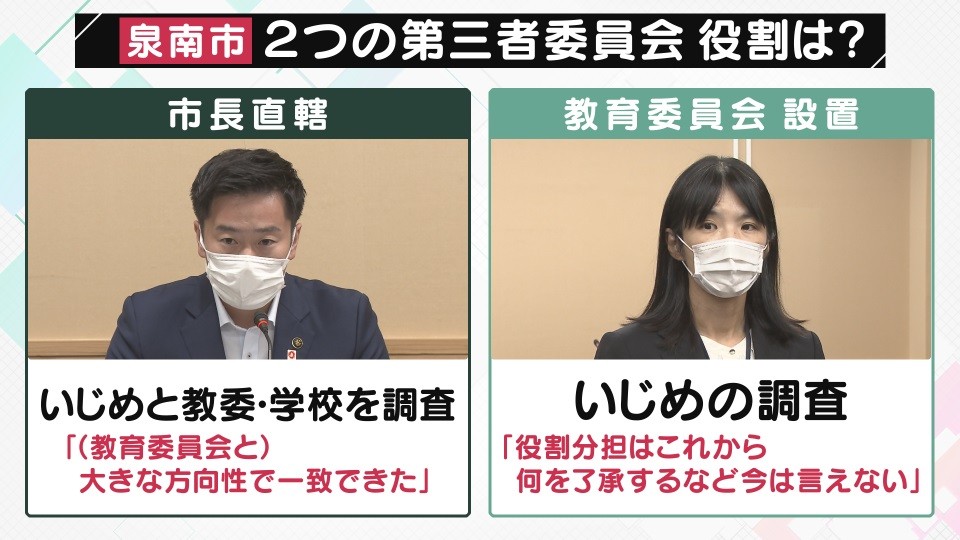 泉南市 2つの第三者委員会 役割は?
市長直轄
いじめと教委・学校を調査
「(教育委員会と)
大きな方向性で一致できた」
教育委員会 設置
いじめの調査
「役割分担はこれから
何を了承するなど今は言えない」